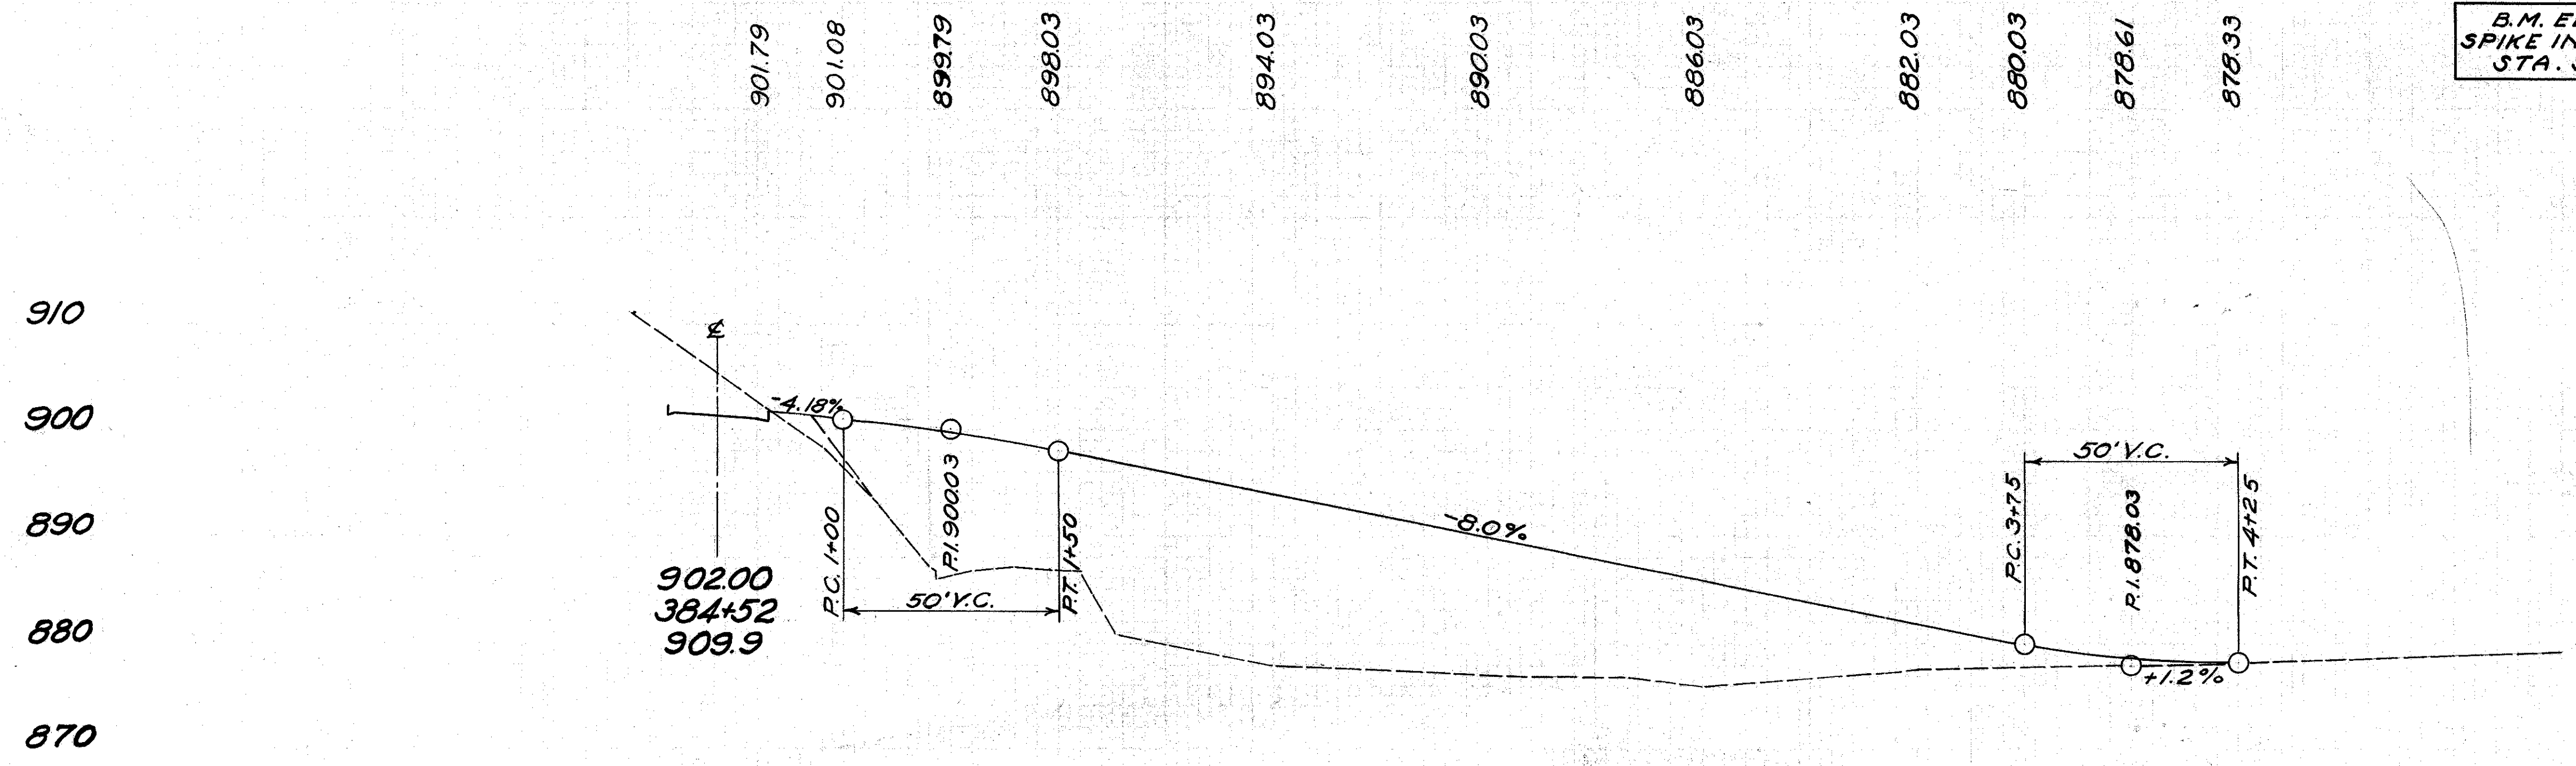 901.79
901.08
899.79
898.03
894.03
890.03
886.03
882.03
880.03
878.61
878.33
B.M.
SPIKE
STA.
910
900
890
880
870
℄
-4.18%
P.C. 1+00
P.I. 900.03
P.T. 1+50
50' V.C.
902.00
384+52
909.9
-8.0%
50' V.C.
P.C. 3+75
P.I. 878.03
P.T. 4+25
+1.2%